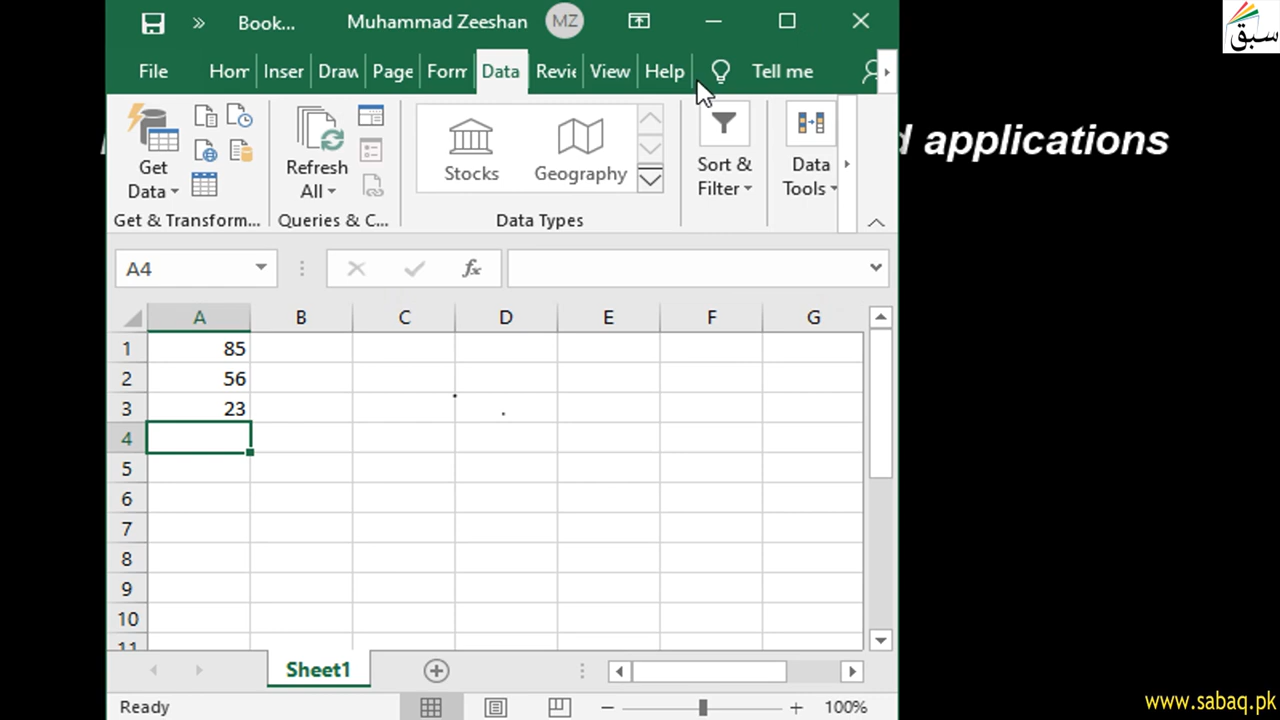 Book... Muhammad Zeeshan MZ
سبق
File Hom Inser Draw Page Form Data Revie View Help Tell me
applications
Get Data
Refresh All
Stocks
Geography
Sort & Filter
Data Tools
Get & Transform... Queries & C... Data Types
A4 fx
A B C D E F G
1 85
2 56
3 23
4
5
6
7
8
9
10
11
Sheet1
Ready 100%
www.sabaq.pk